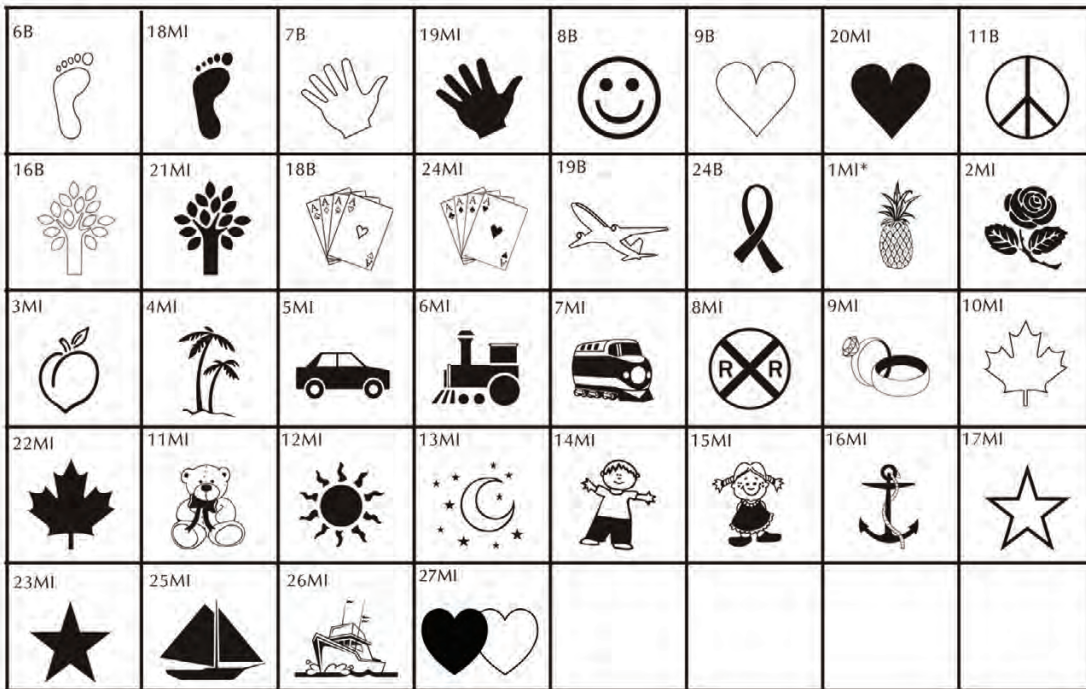 6B
18MI
7B
19MI
8B
9B
20MI
11B
16B
21MI
18B
A A A A
A
24MI
A A A A
A
19B
24B
1MI*
2MI
3MI
4MI
5MI
6MI
7MI
8MI
R R
9MI
10MI
22MI
11MI
12MI
13MI
14MI
15MI
16MI
17MI
23MI
25MI
26MI
27MI